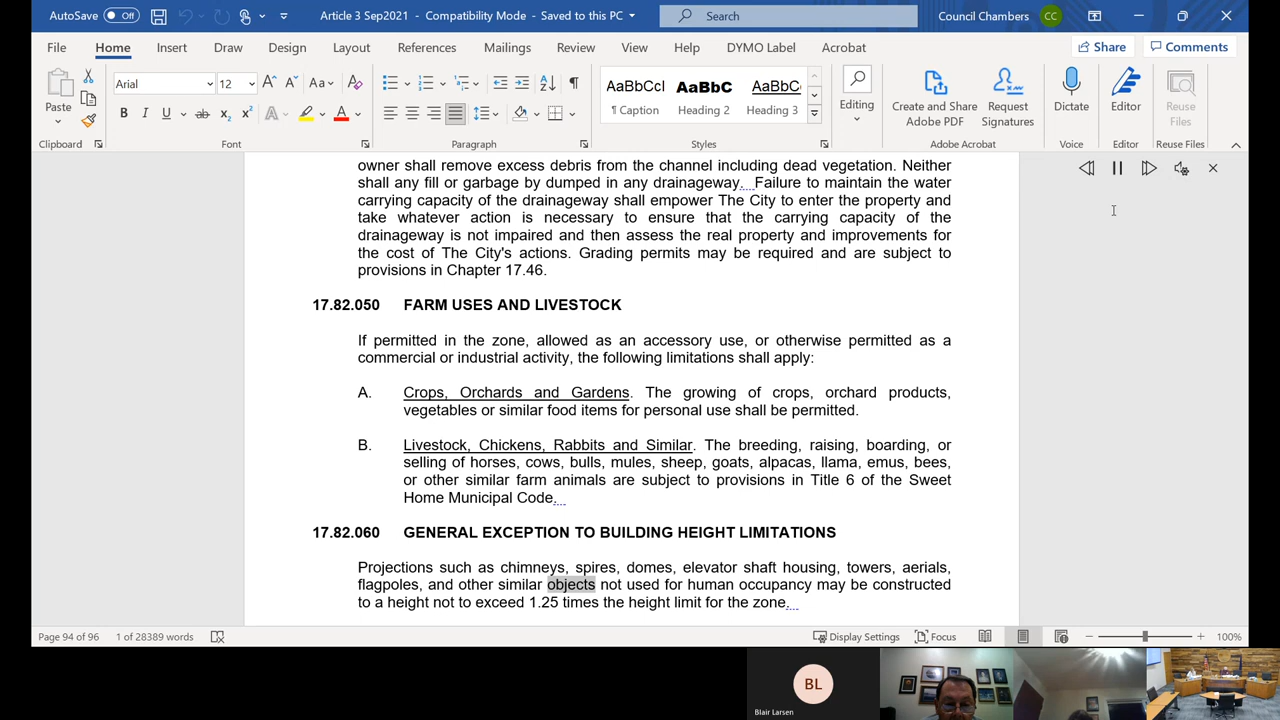 AutoSave Off Article 3 Sep2021 - Compatibility Mode - Saved to this PC Search Council Chambers CC
File Home Insert Draw Design Layout References Mailings Review View Help DYMO Label Acrobat Share Comments
Paste Arial 12 AaBbCcI AaBbC AaBbC Editing Create and Share Adobe PDF Request Signatures Dictate Editor Reuse Files
¶ Caption Heading 2 Heading 3
Clipboard Font Paragraph Styles Adobe Acrobat Voice Editor Reuse Files
owner shall remove excess debris from the channel including dead vegetation. Neither
shall any fill or garbage by dumped in any drainageway. Failure to maintain the water
carrying capacity of the drainageway shall empower The City to enter the property and
take whatever action is necessary to ensure that the carrying capacity of the
drainageway is not impaired and then assess the real property and improvements for
the cost of The City's actions. Grading permits may be required and are subject to
provisions in Chapter 17.46.
17.82.050 FARM USES AND LIVESTOCK
If permitted in the zone, allowed as an accessory use, or otherwise permitted as a
commercial or industrial activity, the following limitations shall apply:
A. Crops, Orchards and Gardens. The growing of crops, orchard products,
vegetables or similar food items for personal use shall be permitted.
B. Livestock, Chickens, Rabbits and Similar. The breeding, raising, boarding, or
selling of horses, cows, bulls, mules, sheep, goats, alpacas, llama, emus, bees,
or other similar farm animals are subject to provisions in Title 6 of the Sweet
Home Municipal Code.
17.82.060 GENERAL EXCEPTION TO BUILDING HEIGHT LIMITATIONS
Projections such as chimneys, spires, domes, elevator shaft housing, towers, aerials,
flagpoles, and other similar objects not used for human occupancy may be constructed
to a height not to exceed 1.25 times the height limit for the zone.
Page 94 of 96 1 of 28389 words Display Settings Focus 100%
BL
Blair Larsen